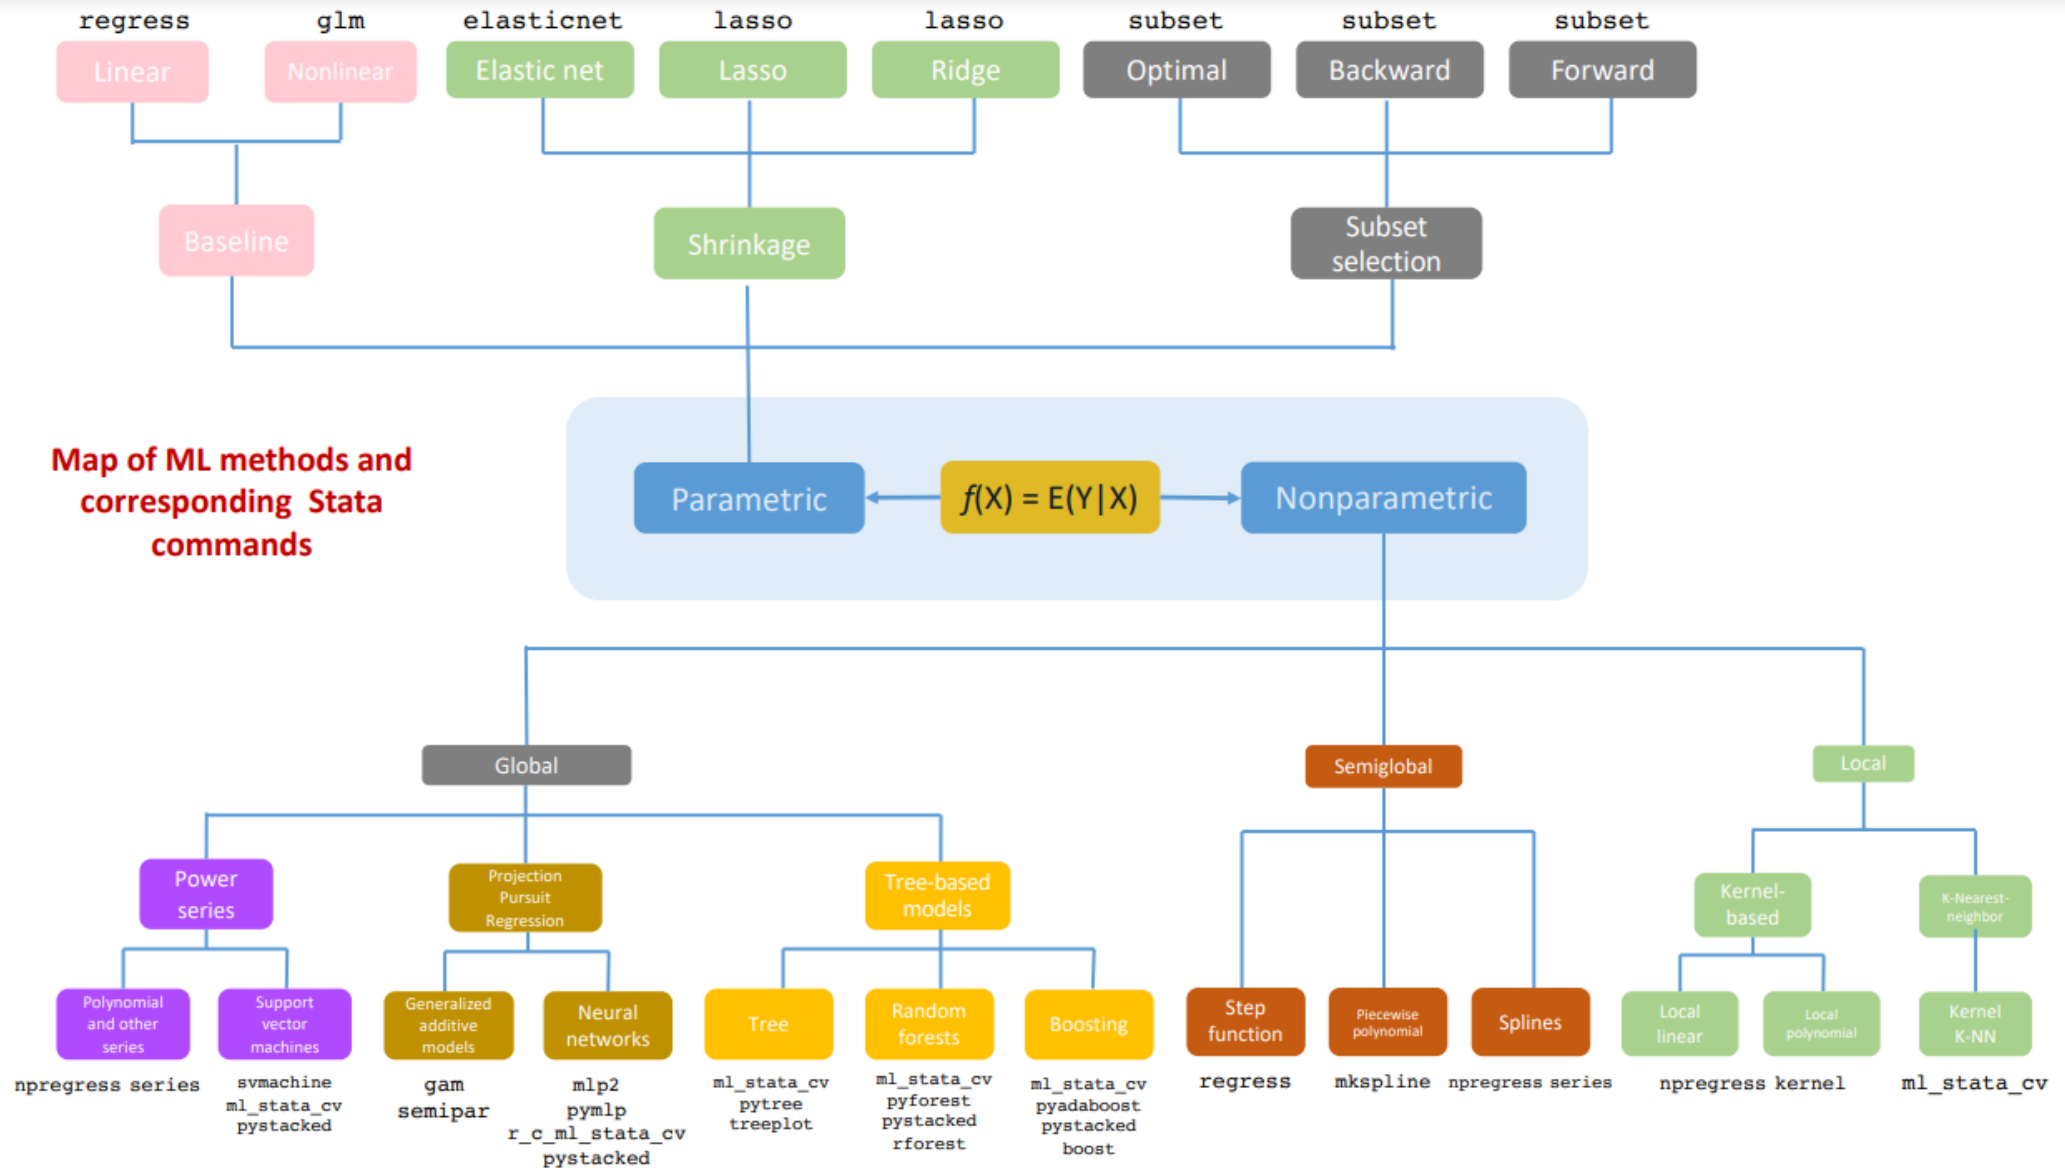 regress
glm
elasticnet
lasso
lasso
subset
subset
subset
Linear
Nonlinear
Elastic net
Lasso
Ridge
Optimal
Backward
Forward
Baseline
Shrinkage
Subset
selection
Map of ML methods and
corresponding Stata
commands
Parametric
f(X) = E(Y|X)
Nonparametric
Global
Semiglobal
Local
Power
series
Projection
Pursuit
Regression
Tree-based
models
Kernel-
based
K-Nearest-
neighbor
Polynomial
and other
series
Support
vector
machines
Generalized
additive
models
Neural
networks
Tree
Random
forests
Boosting
Step
function
Piecewise
polynomial
Splines
Local
linear
Local
polynomial
Kernel
K-NN
npregress series
svmachine
ml_stata_cv
pystacked
gam
semipar
mlp2
pymlp
r_c_ml_stata_cv
pystacked
ml_stata_cv
pytree
treeplot
ml_stata_cv
pyforest
pystacked
rforest
ml_stata_cv
pyadaboost
pystacked
boost
regress
mkspline
npregress series
npregress kernel
ml_stata_cv